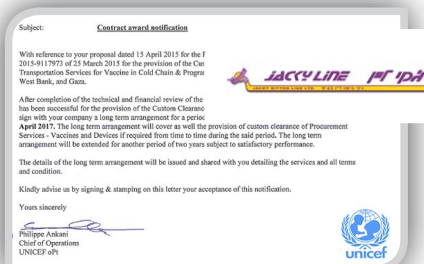 Subject: Contract award notification
With reference to your proposal dated 15 April 2015 for the
2015-9117973 of 25 March 2015 for the provision of the Cus
Transportation Services for Vaccine in Cold Chain & Progra
West Bank, and Gaza.
JACKY LINE
After completion of the technical and financial review of the
has been successful for the provision of the Custom Clearanc
sign with your company a long term arrangement for a period
April 2017. The long term arrangement will cover as well the provision of custom clearance of Procurement
Services - Vaccines and Devices if required from time to time during the said period. The long term
arrangement will be extended for another period of two years subject to satisfactory performance.
The details of the long term arrangement will be issued and shared with you detailing the services and all terms
and condition.
Kindly advise us by signing & stamping on this letter your acceptance of this notification.
Yours sincerely
Philippe Ankani
Chief of Operations
UNICEF oPt
unicef